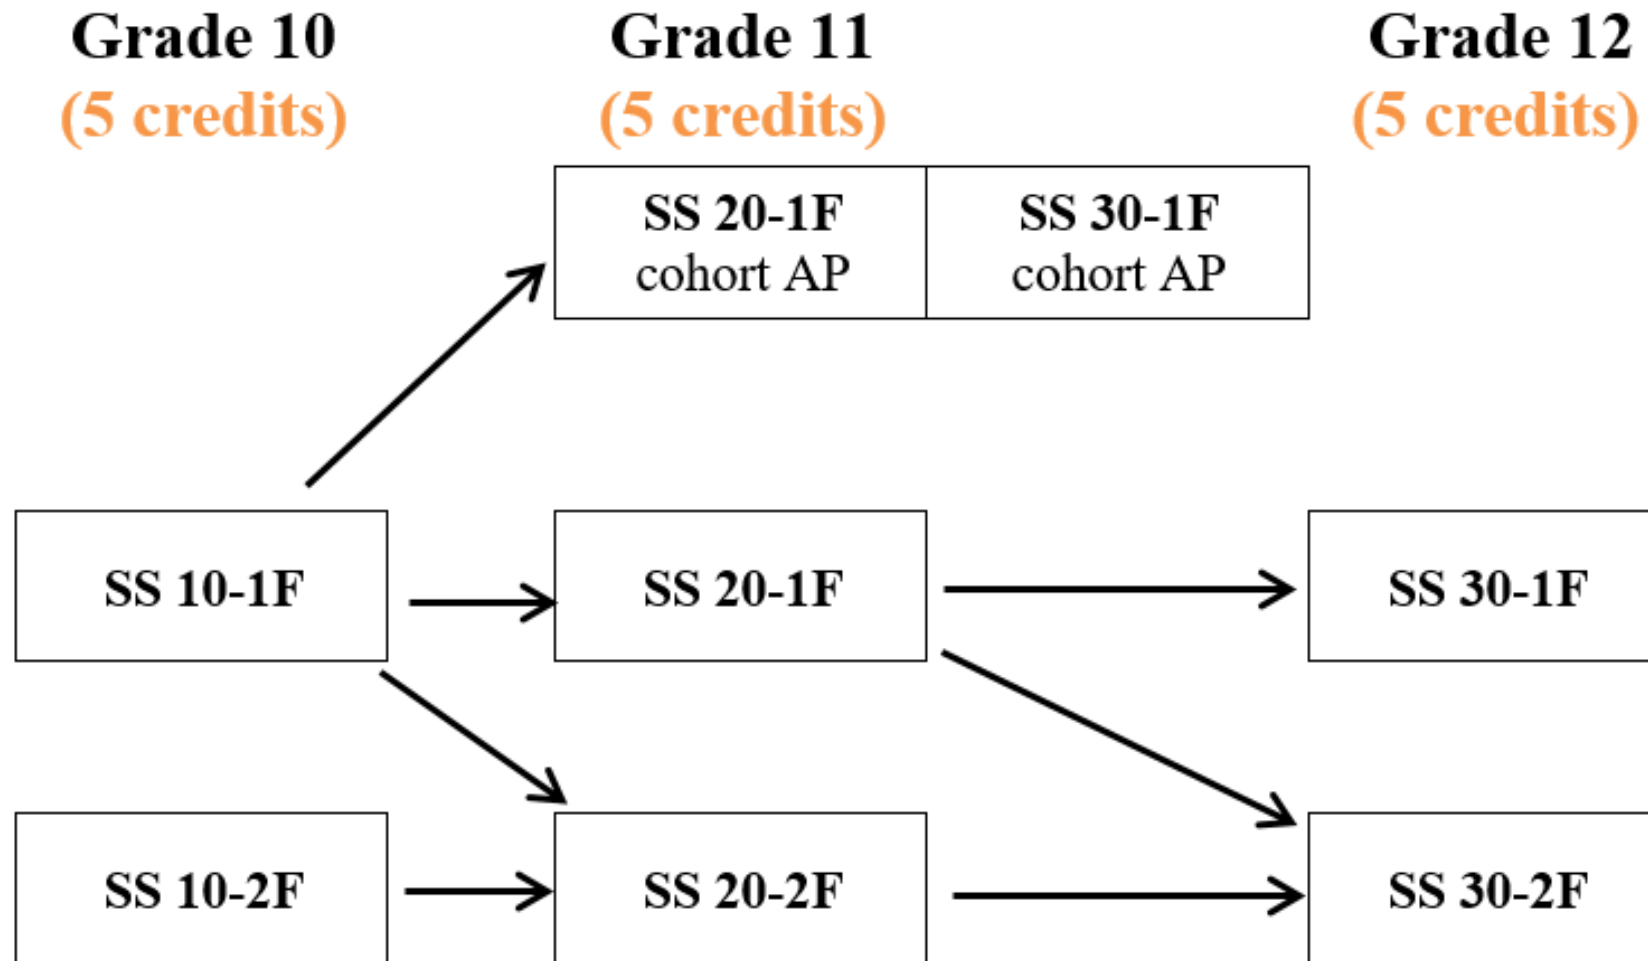 Grade 10
Grade 11
Grade 12
(5 credits)
(5 credits)
(5 credits)
SS 20-1F
cohort AP
SS 30-1F
cohort AP
SS 10-1F
SS 20-1F
SS 30-1F
SS 10-2F
SS 20-2F
SS 30-2F